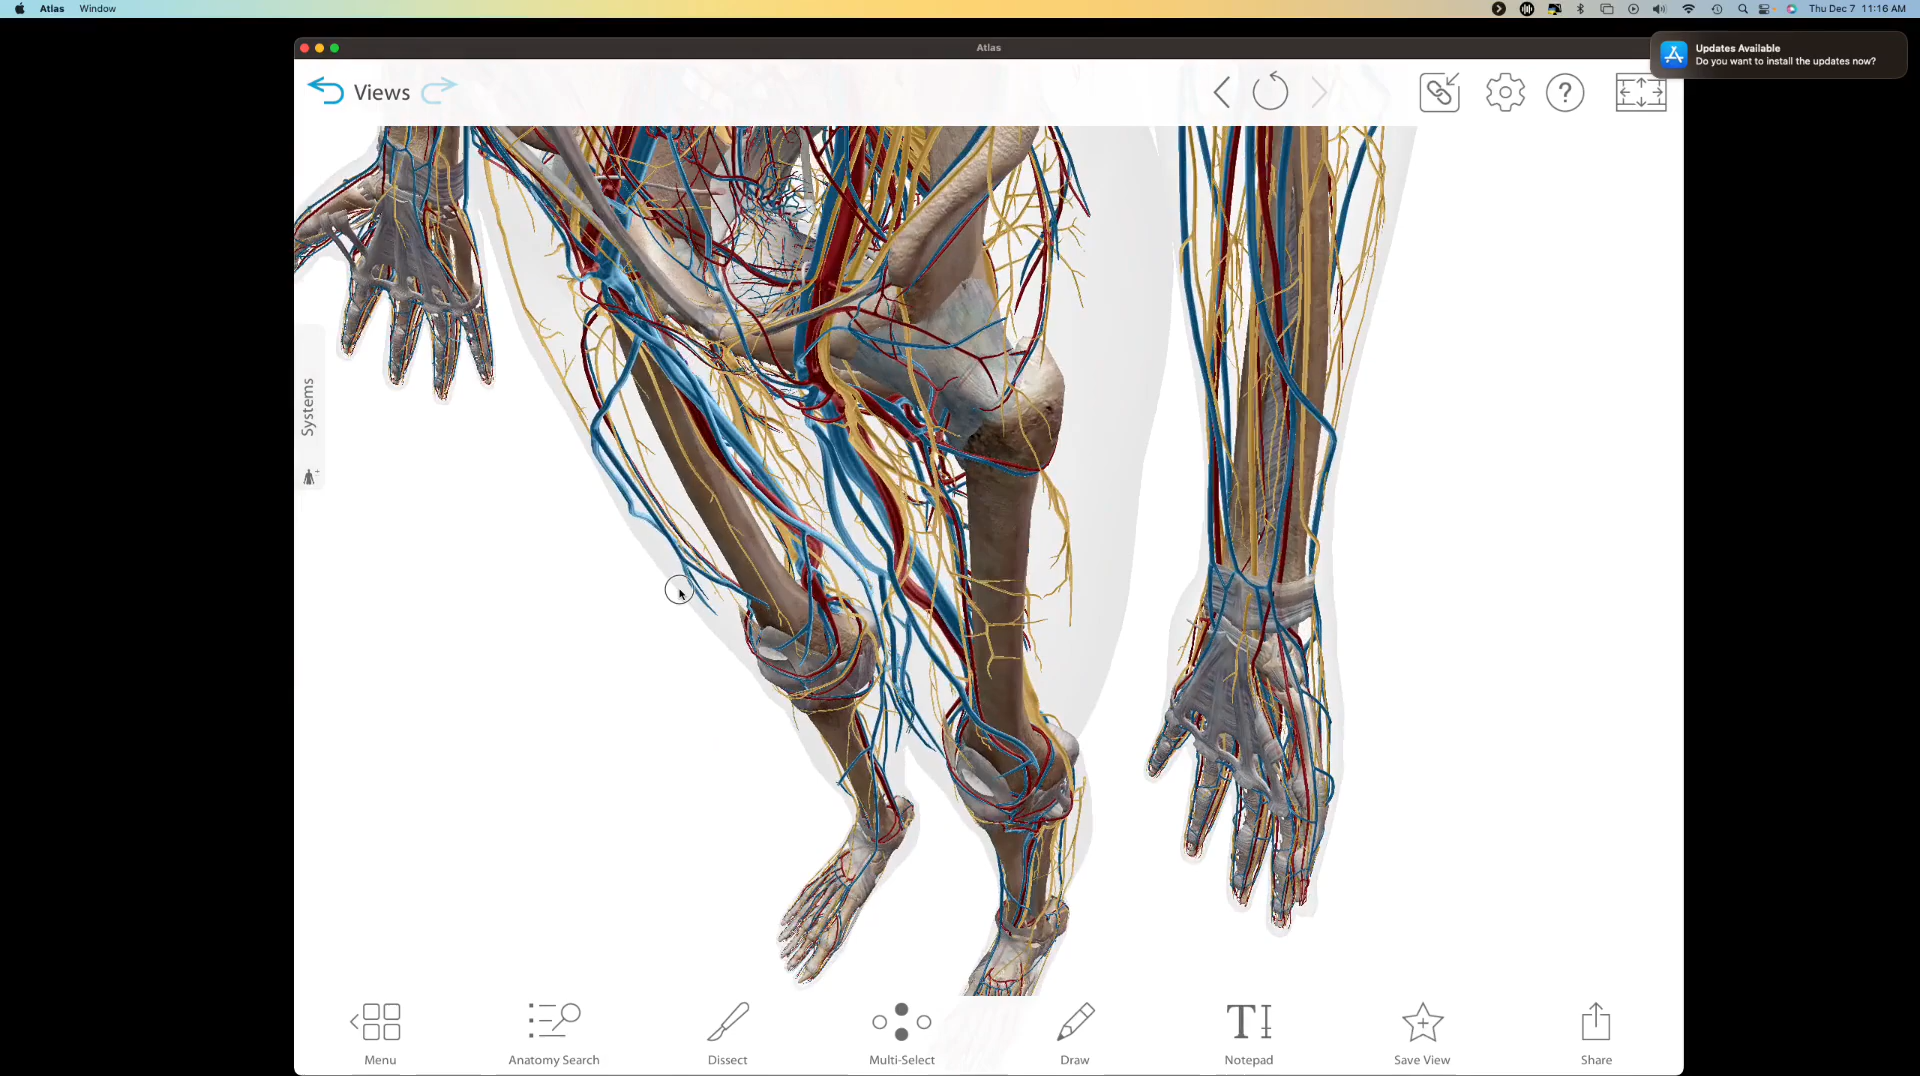 Atlas
Window
Thu Dec 7 11:16 AM
Atlas
Updates Available
Do you want to install the updates now?
Views
?
Systems
Menu
Anatomy Search
Dissect
Multi-Select
Draw
T
Notepad
Save View
Share